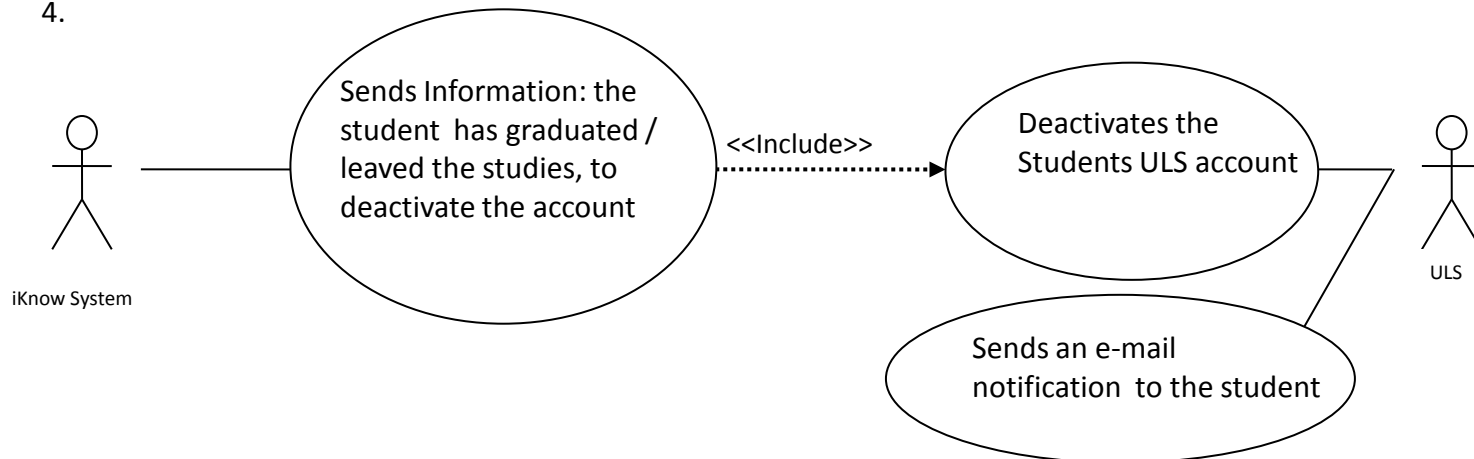 4.
Sends Information: the
student has graduated /
leaved the studies, to
deactivate the account
<<Include>>
Deactivates the
Students ULS account
iKnow System
ULS
Sends an e-mail
notification to the student